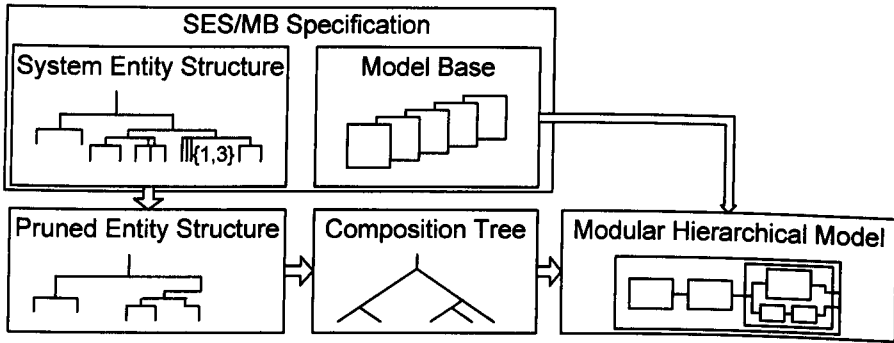 SES/MB Specification
System Entity Structure
Model Base
{1,3}
Pruned Entity Structure
Composition Tree
Modular Hierarchical Model